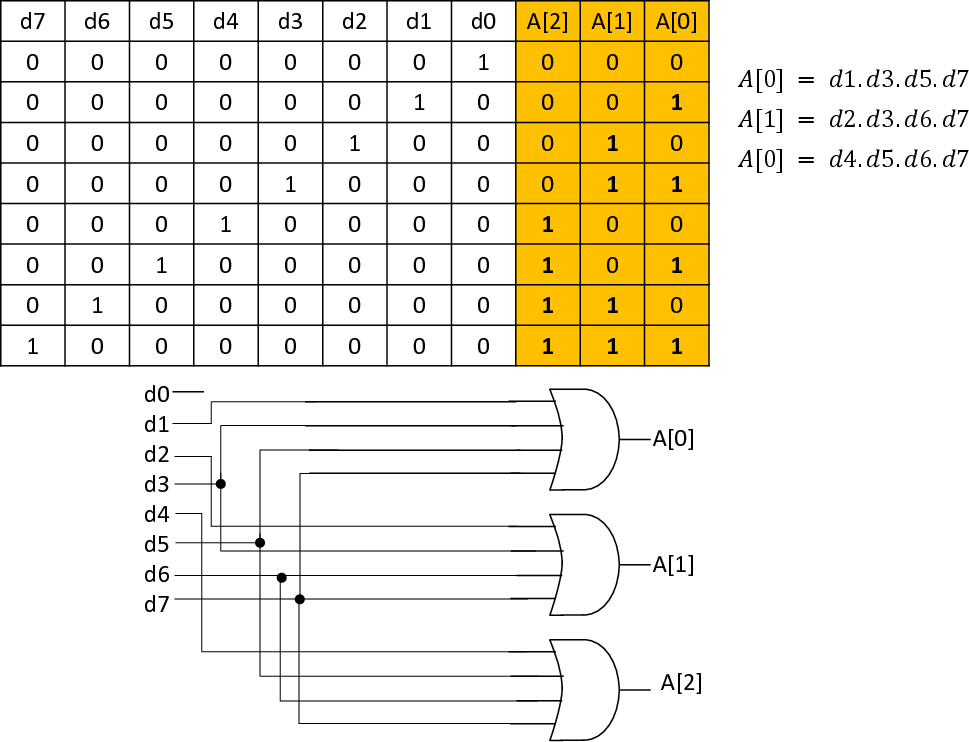 d7 d6 d5 d4 d3 d2 d1 d0 A[2] A[1] A[0]
0 0 0 0 0 0 0 1 0 0 0
0 0 0 0 0 0 1 0 0 0 1
0 0 0 0 0 1 0 0 0 1 0
0 0 0 0 1 0 0 0 0 1 1
0 0 0 1 0 0 0 0 1 0 0
0 0 1 0 0 0 0 0 1 0 1
0 1 0 0 0 0 0 0 1 1 0
1 0 0 0 0 0 0 0 1 1 1
A[0] = d1.d3.d5.d7
A[1] = d2.d3.d6.d7
A[0] = d4.d5.d6.d7
d0
d1
d2
d3
d4
d5
d6
d7
A[0]
A[1]
A[2]